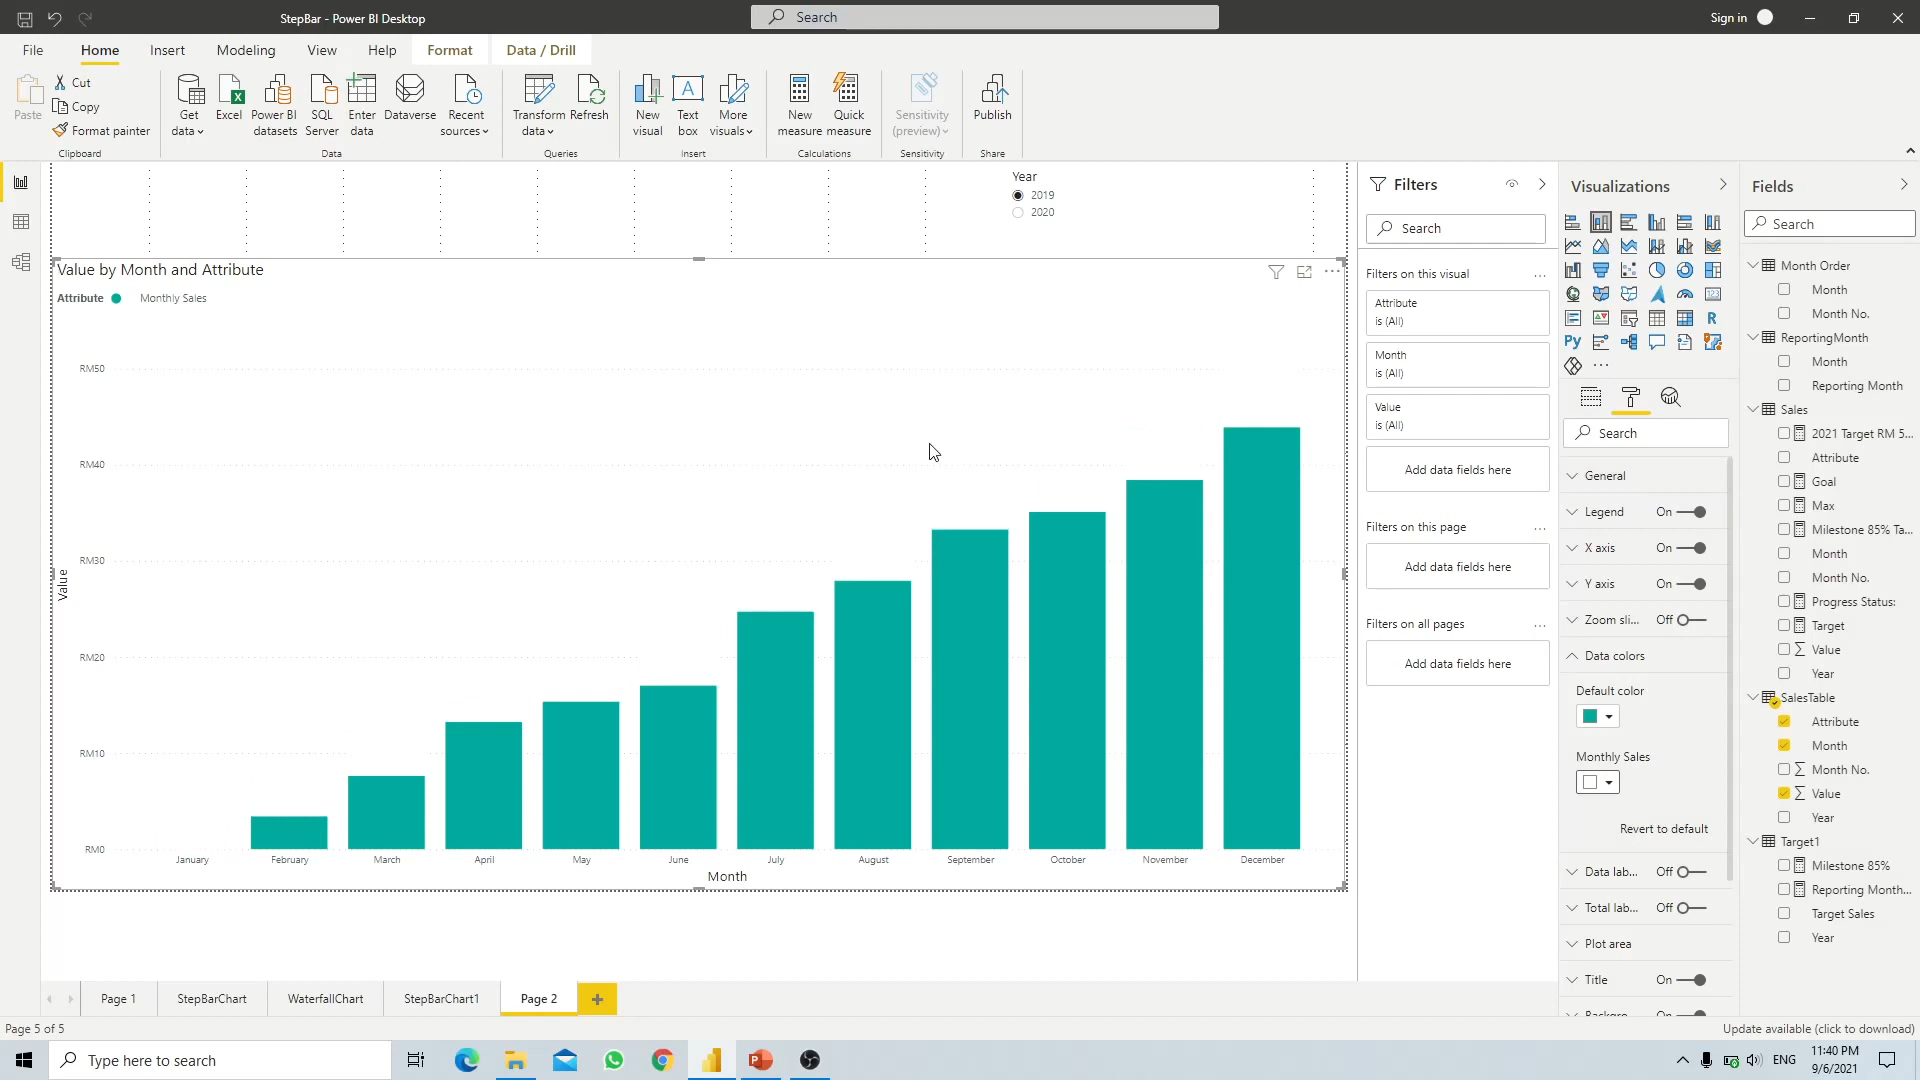 StepBar - Power BI Desktop
Search
Sign in
File
Home
Insert
Modeling
View
Help
Format
Data / Drill
Paste
Cut
Copy
Format painter
Get data
Excel
Power BI datasets
SQL Server
Enter data
Dataverse
Recent sources
Transform data
Refresh
New visual
Text box
More visuals
New measure
Quick measure
Sensitivity (preview)
Publish
Clipboard
Data
Queries
Insert
Calculations
Sensitivity
Share
Year
2019
2020
Value by Month and Attribute
Attribute
Monthly Sales
RM50
RM40
RM30
RM20
RM10
RM0
Value
January
February
March
April
May
June
July
August
September
October
November
December
Month
Filters
Search
Filters on this visual
...
Attribute
is (All)
Month
is (All)
Value
is (All)
Add data fields here
Filters on this page
...
Add data fields here
Filters on all pages
...
Add data fields here
Visualizations
R
Py
123
...
Search
General
Legend On
X axis On
Y axis On
Zoom sli... Off
Data colors
Default color
Monthly Sales
Revert to default
Data lab... Off
Total lab... Off
Plot area
Title On
Backgro... On
Fields
Search
Month Order
Month
Month No.
ReportingMonth
Month
Reporting Month
Sales
2021 Target RM 5...
Attribute
Goal
Max
Milestone 85% Ta...
Month
Month No.
Progress Status:
Target
Value
Year
SalesTable
Attribute
Month
Month No.
Value
Year
Target1
Milestone 85%
Reporting Month...
Target Sales
Year
Page 1
StepBarChart
WaterfallChart
StepBarChart1
Page 2
Page 5 of 5
Update available (click to download)
Type here to search
ENG
11:40 PM
9/6/2021